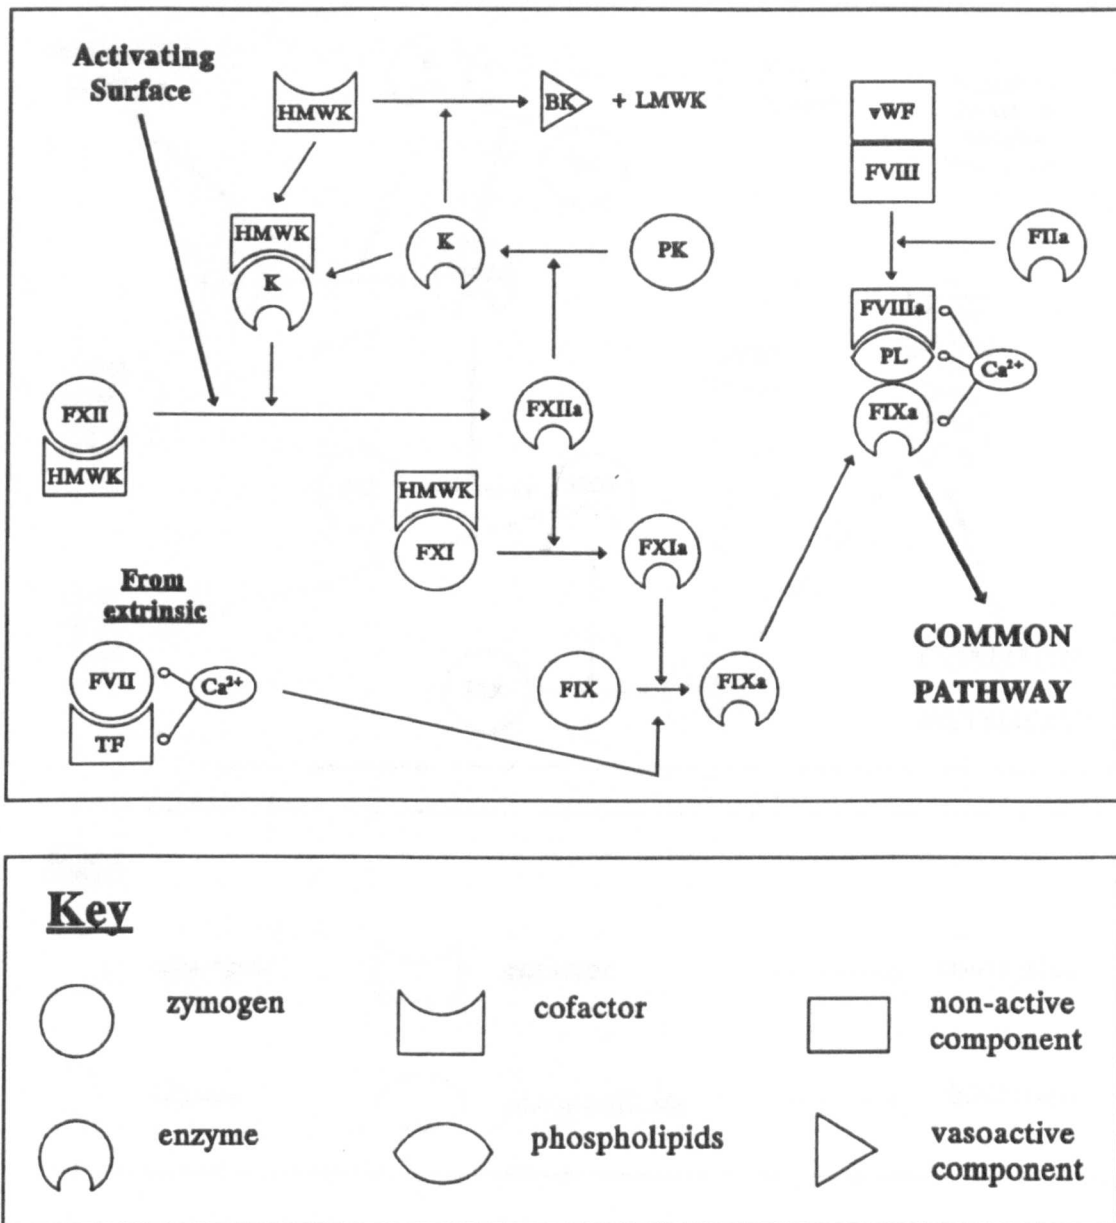 Activating
Surface
HMWK
BK
+ LMWK
vWF
FVIII
HMWK
K
K
PK
FIIa
FVIIIa
PL
Ca²⁺
FIXa
FXII
HMWK
FXIIa
HMWK
FXI
FXIa
From
extrinsic
FVII
TF
Ca²⁺
FIX
FIXa
COMMON
PATHWAY
Key
zymogen
cofactor
non-active
component
enzyme
phospholipids
vasoactive
component